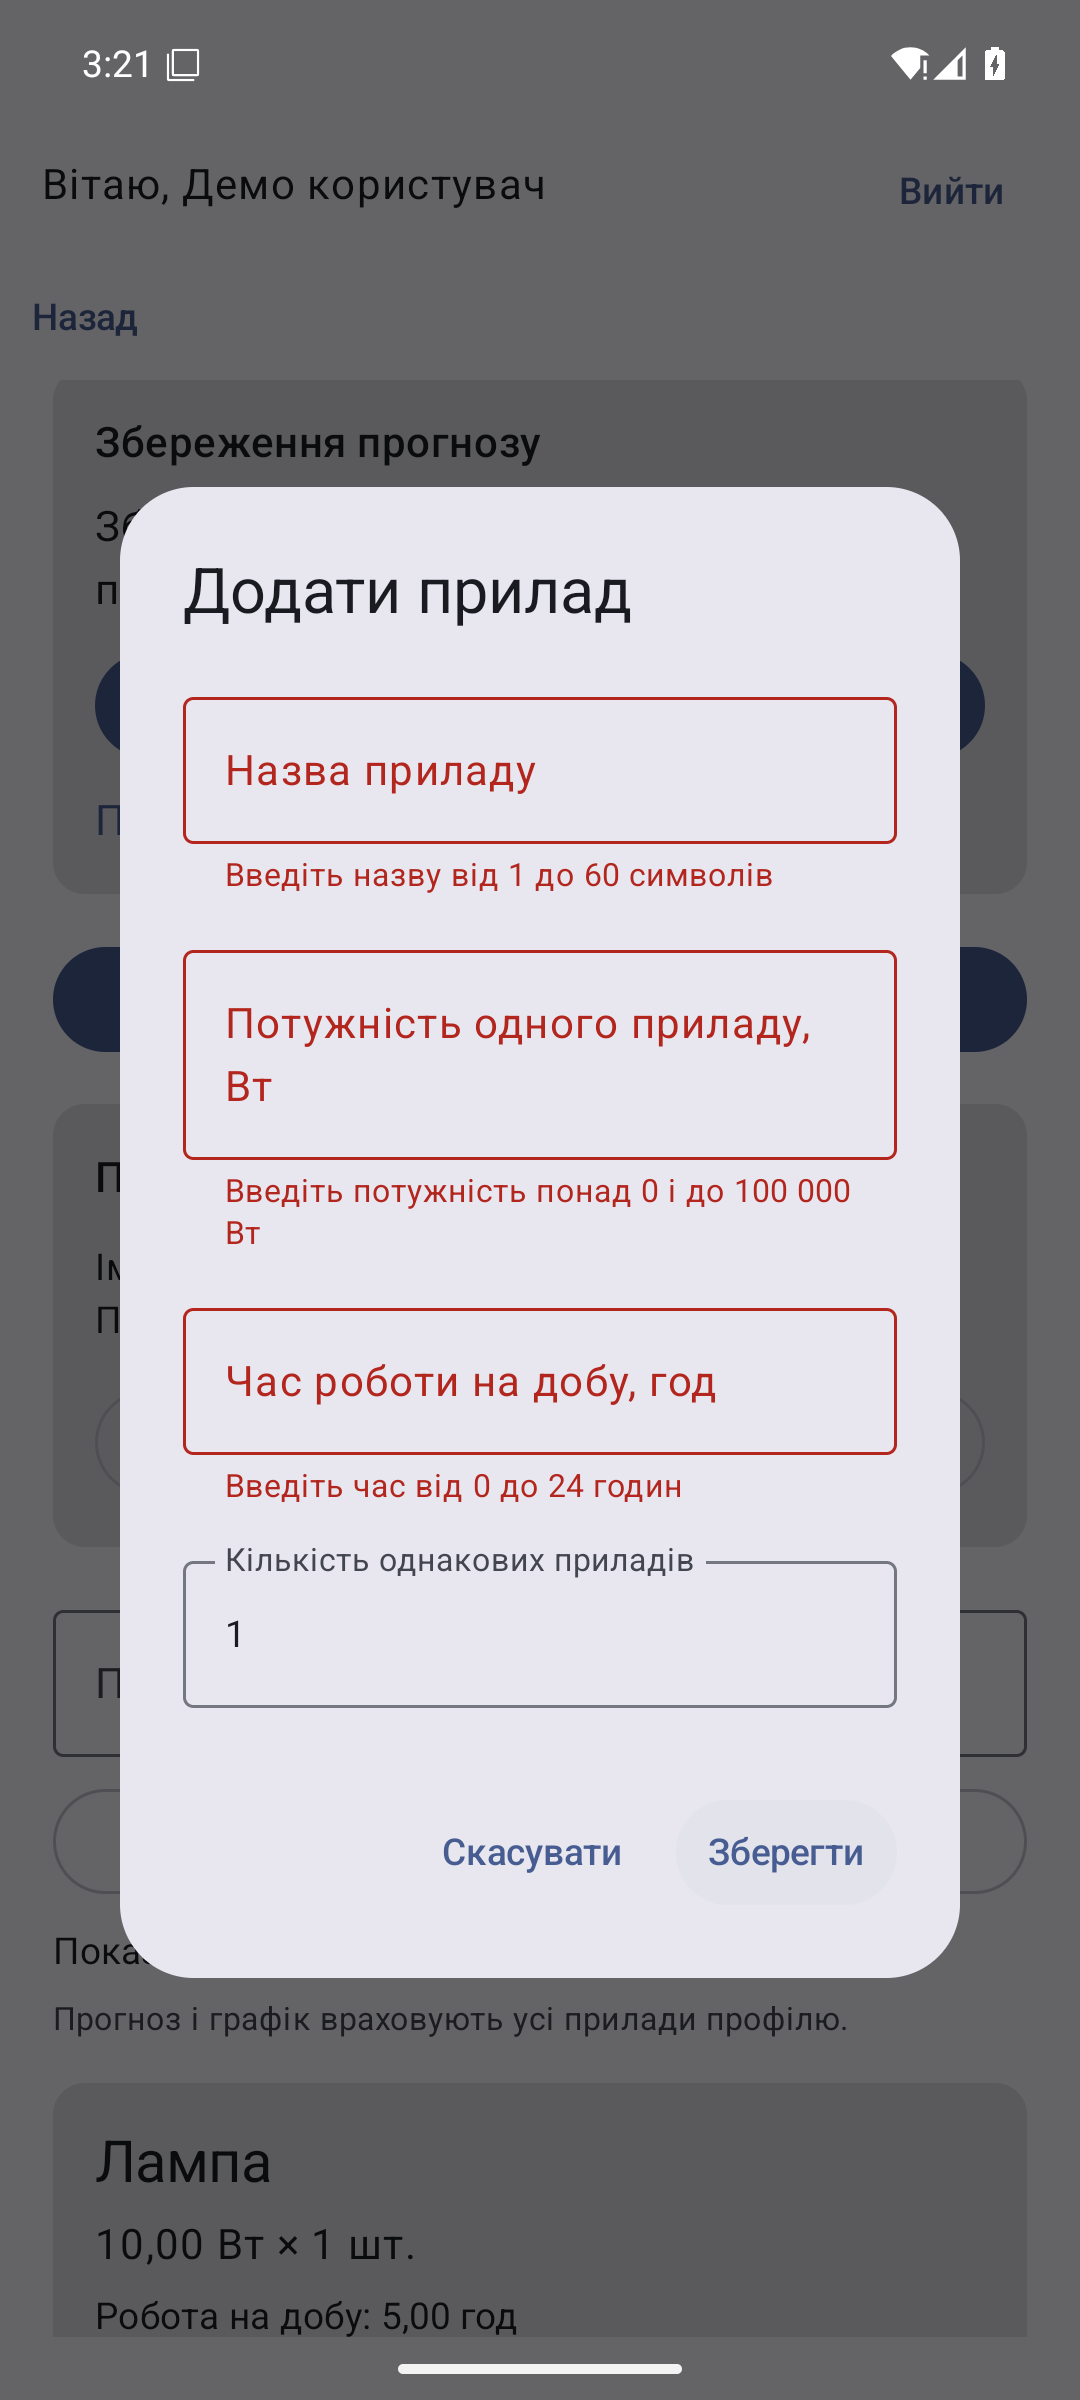 3:21
Вітаю, Демо користувач
Вийти
Назад
Збереження прогнозу
Додати прилад
Назва приладу
Введіть назву від 1 до 60 символів
Потужність одного приладу,
Вт
Введіть потужність понад 0 і до 100 000
Вт
Час роботи на добу, год
Введіть час від 0 до 24 годин
Кількість однакових приладів
1
Скасувати
Зберегти
Прогноз і графік враховують усі прилади профілю.
Лампа
10,00 Вт × 1 шт.
Робота на добу: 5,00 год